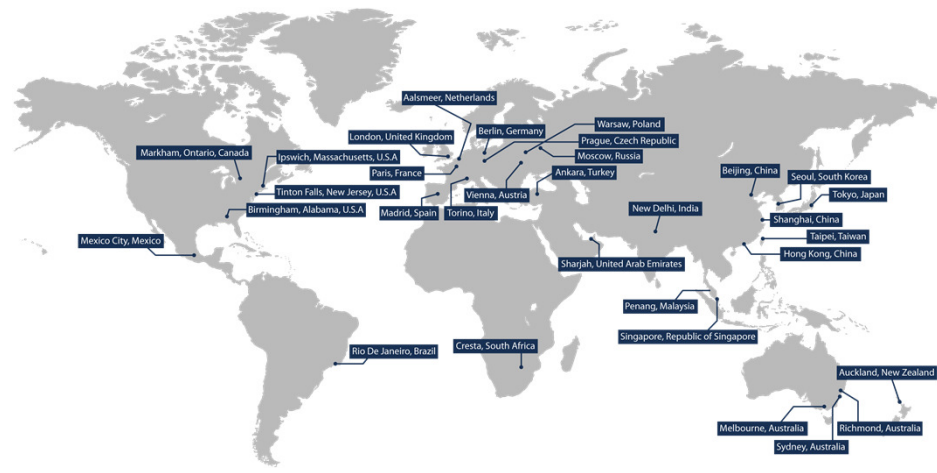 Aalsmeer, Netherlands
Warsaw, Poland
Berlin, Germany
London, United Kingdom
Prague, Czech Republic
Markham, Ontario, Canada
Ipswich, Massachusetts, U.S.A
Moscow, Russia
Paris, France
Ankara, Turkey
Beijing, China
Seoul, South Korea
Tinton Falls, New Jersey, U.S.A
Vienna, Austria
Tokyo, Japan
Birmingham, Alabama, U.S.A
Madrid, Spain
Torino, Italy
New Delhi, India
Shanghai, China
Mexico City, Mexico
Taipei, Taiwan
Hong Kong, China
Sharjah, United Arab Emirates
Penang, Malaysia
Singapore, Republic of Singapore
Rio De Janeiro, Brazil
Cresta, South Africa
Auckland, New Zealand
Melbourne, Australia
Richmond, Australia
Sydney, Australia